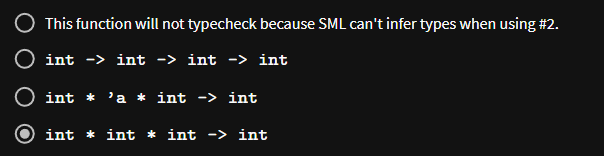 This function will not typecheck because SML can't infer types when using #2.
int -> int -> int -> int
int * ’a * int -> int
int * int * int -> int